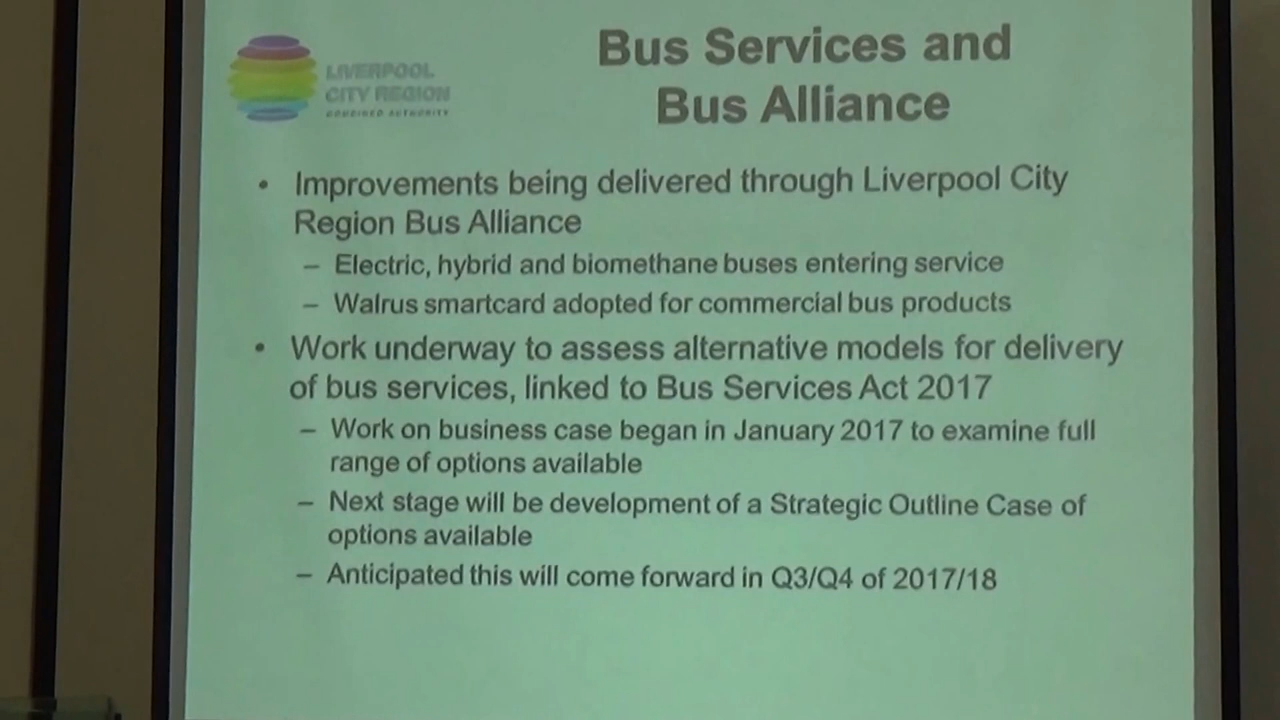 Bus Services and
Bus Alliance
LIVERPOOL
CITY REGION
COMBINED AUTHORITY
• Improvements being delivered through Liverpool City
Region Bus Alliance
– Electric, hybrid and biomethane buses entering service
– Walrus smartcard adopted for commercial bus products
• Work underway to assess alternative models for delivery
of bus services, linked to Bus Services Act 2017
– Work on business case began in January 2017 to examine full
range of options available
– Next stage will be development of a Strategic Outline Case of
options available
– Anticipated this will come forward in Q3/Q4 of 2017/18